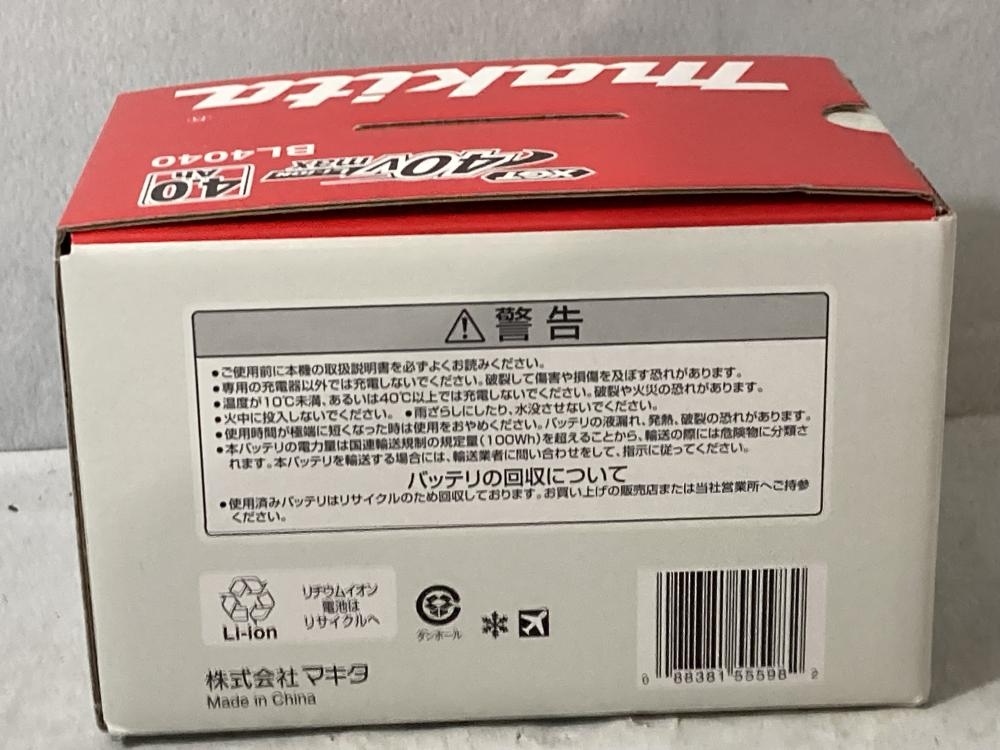 makita
BL4040
XGT 40Vmax Li-ION
4.0 Ah
警告
●ご使用前に本機の取扱説明書を必ずよくお読みください。
●専用の充電器以外では充電しないでください。破裂して傷害や損傷を及ぼす恐れがあります。
●温度が10℃未満、あるいは40℃以上では充電しないでください。破裂や火災の恐れがあります。
●火中に投入しないでください。 ●雨ざらしにしたり、水没させないでください。
●使用時間が極端に短くなった時は使用をおやめください。バッテリの液漏れ、発熱、破裂の恐れがあります。
●本バッテリの電力量は国連輸送規制の規定量(100Wh)を超えることから、輸送の際には危険物に分類さ
れます。本バッテリを輸送する場合には、輸送業者に問い合わせをして、指示に従ってください。
バッテリの回収について
●使用済みバッテリはリサイクルのため回収しております。お買い上げの販売店または当社営業所へご持参
ください。
Li-ion
リチウムイオン
電池は
リサイクルへ
ダンボール
0 88381 55598 2
株式会社マキタ
Made in China